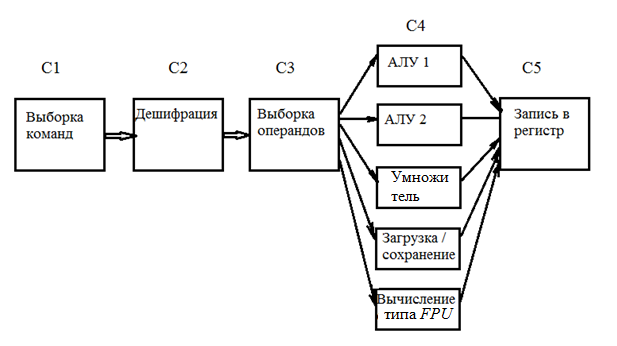 С4
С1
С2
С3
С5
АЛУ 1
Выборка
команд
Дешифрация
Выборка
операндов
АЛУ 2
Запись в
регистр
Умножи
тель
Загрузка /
сохранение
Вычисление
типа FPU